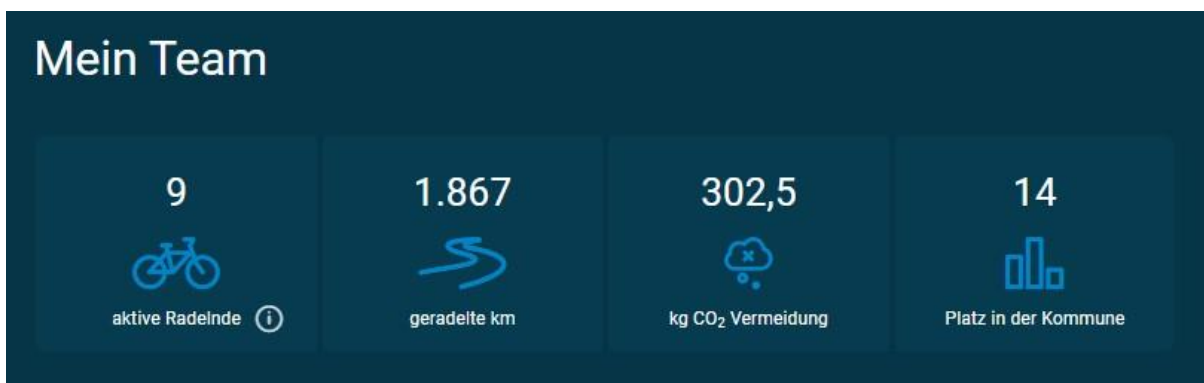 Mein Team
9
1.867
302,5
14
aktive Radelnde
geradelte km
kg CO₂ Vermeidung
Platz in der Kommune